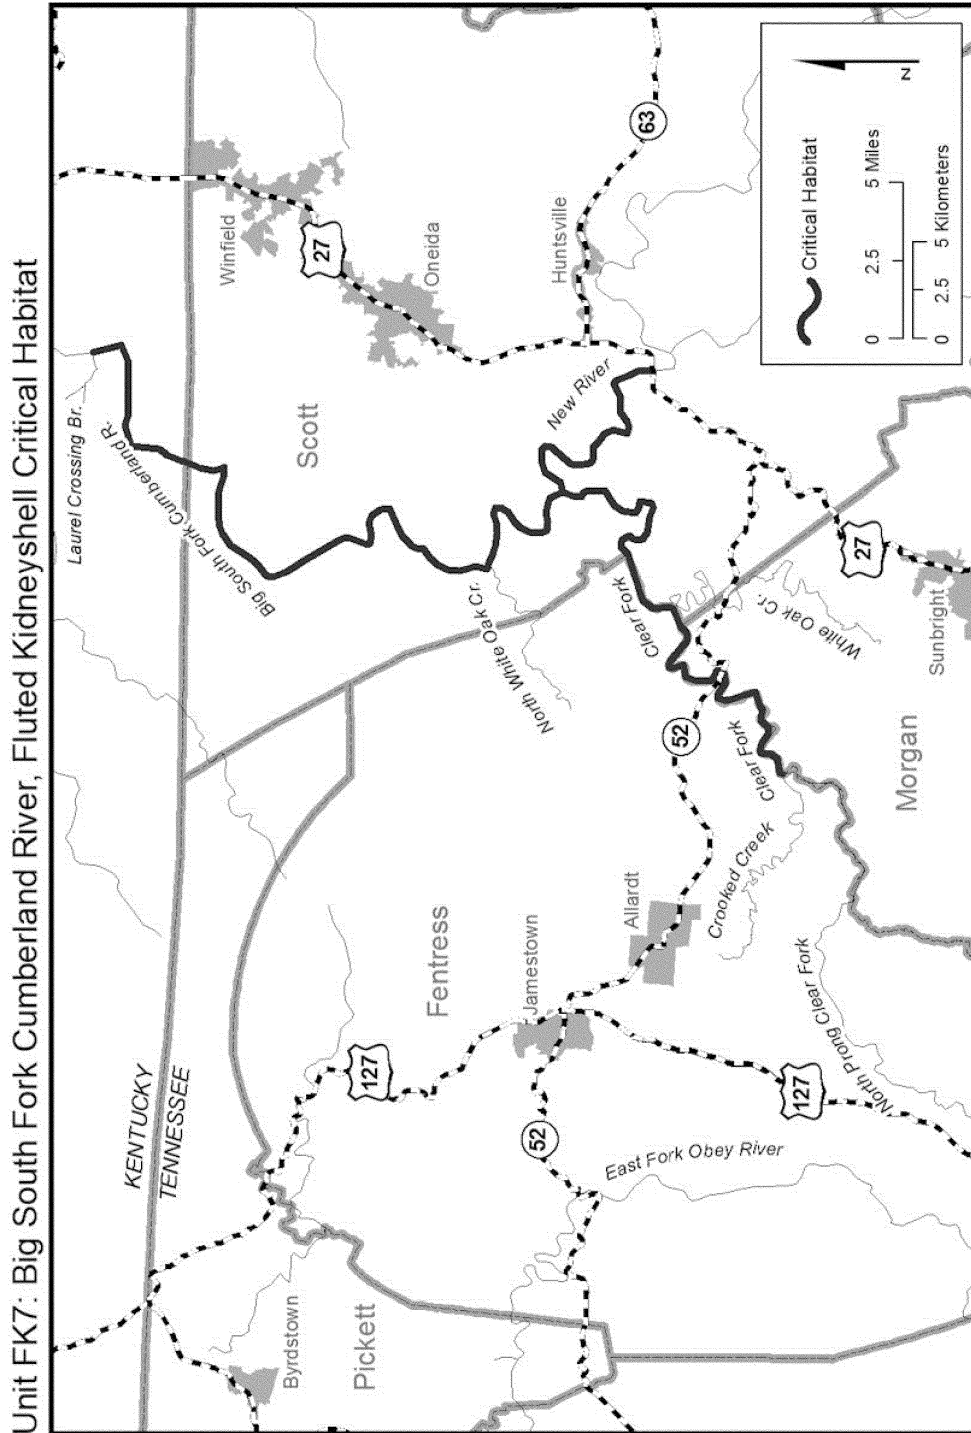 Unit FK7: Big South Fork Cumberland River, Fluted Kidneyshell Critical Habitat
Laurel Crossing Br.
Big South Fork Cumberland R.
KENTUCKY
TENNESSEE
Winfield
27
Scott
Oneida
Byrdstown
Pickett
127
Fentress
North White Oak Cr.
New River
Huntsville
63
Jamestown
52
Allardt
Clear Fork
52
East Fork Obey River
Crooked Creek
Clear Fork
White Oak Cr.
27
Sunbright
127
North Prong Clear Fork
Morgan
Critical Habitat
0 2.5 5 Miles
0 2.5 5 Kilometers
N